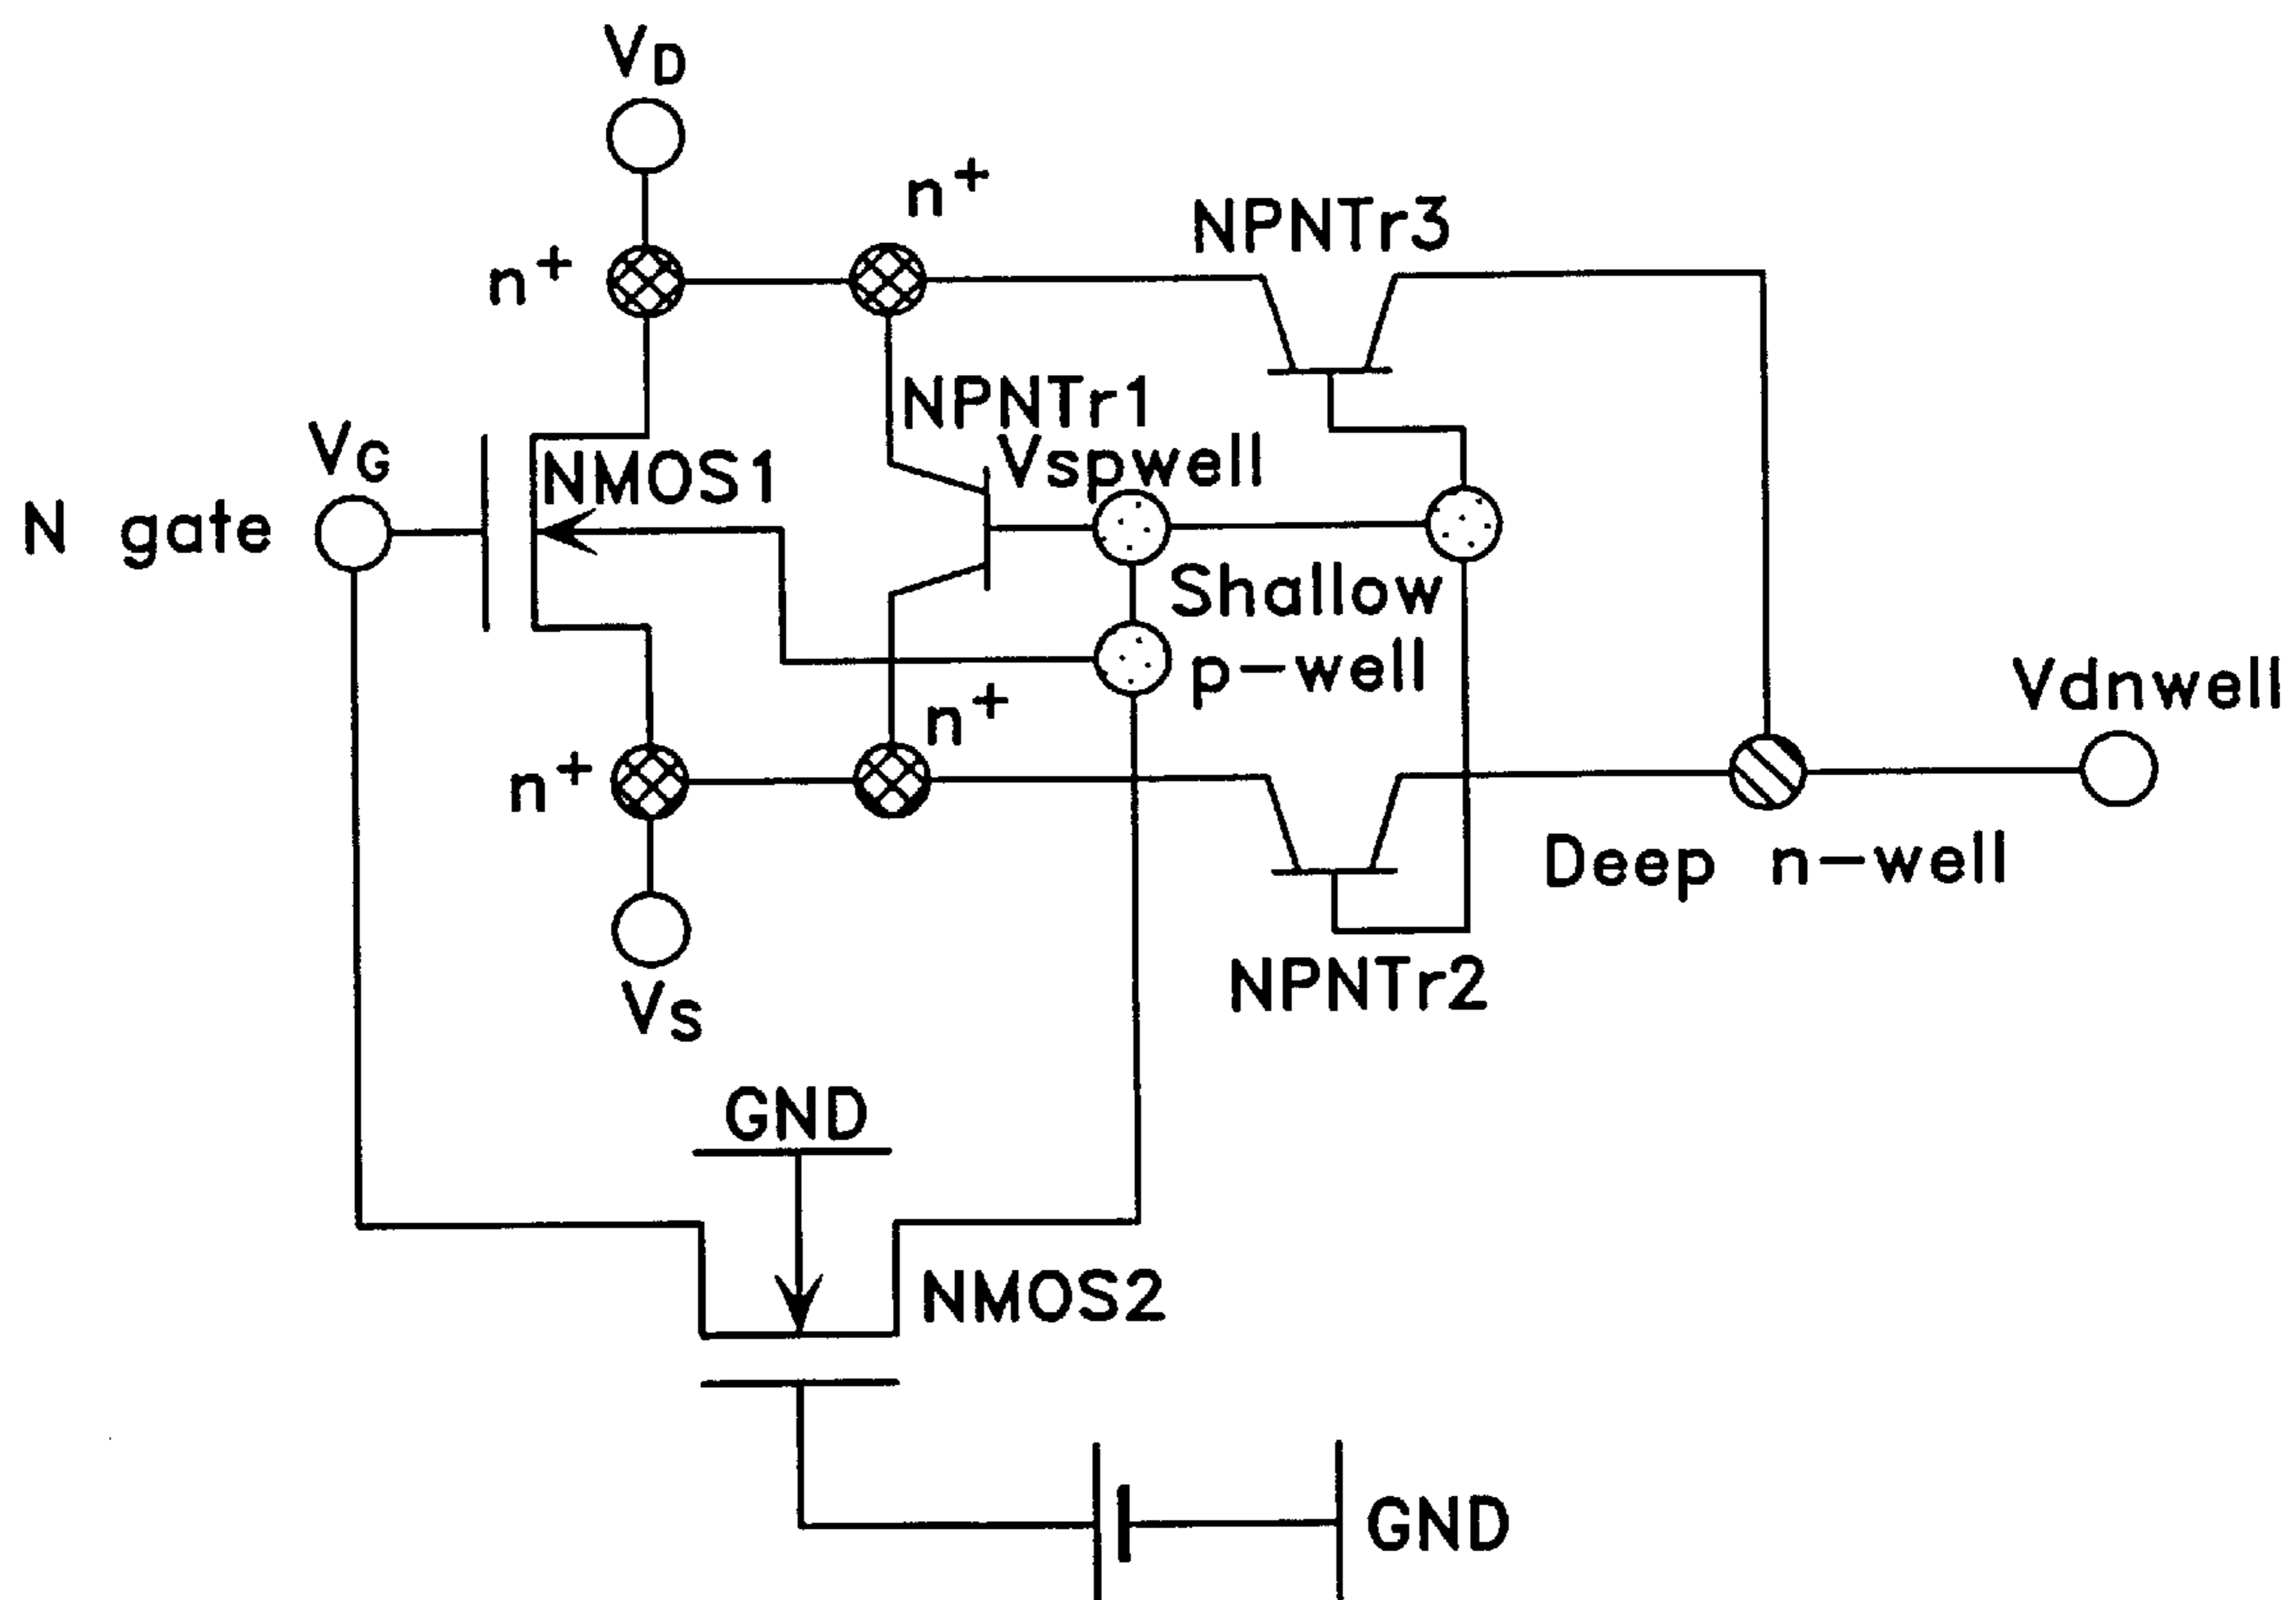 VD
n+
n+
NPNTr3
NPNTr1
VG
Vspwell
NMOS1
N gate
Shallow
p-well
Vdnwell
n+
n+
Deep n-well
VS
NPNTr2
GND
NMOS2
GND